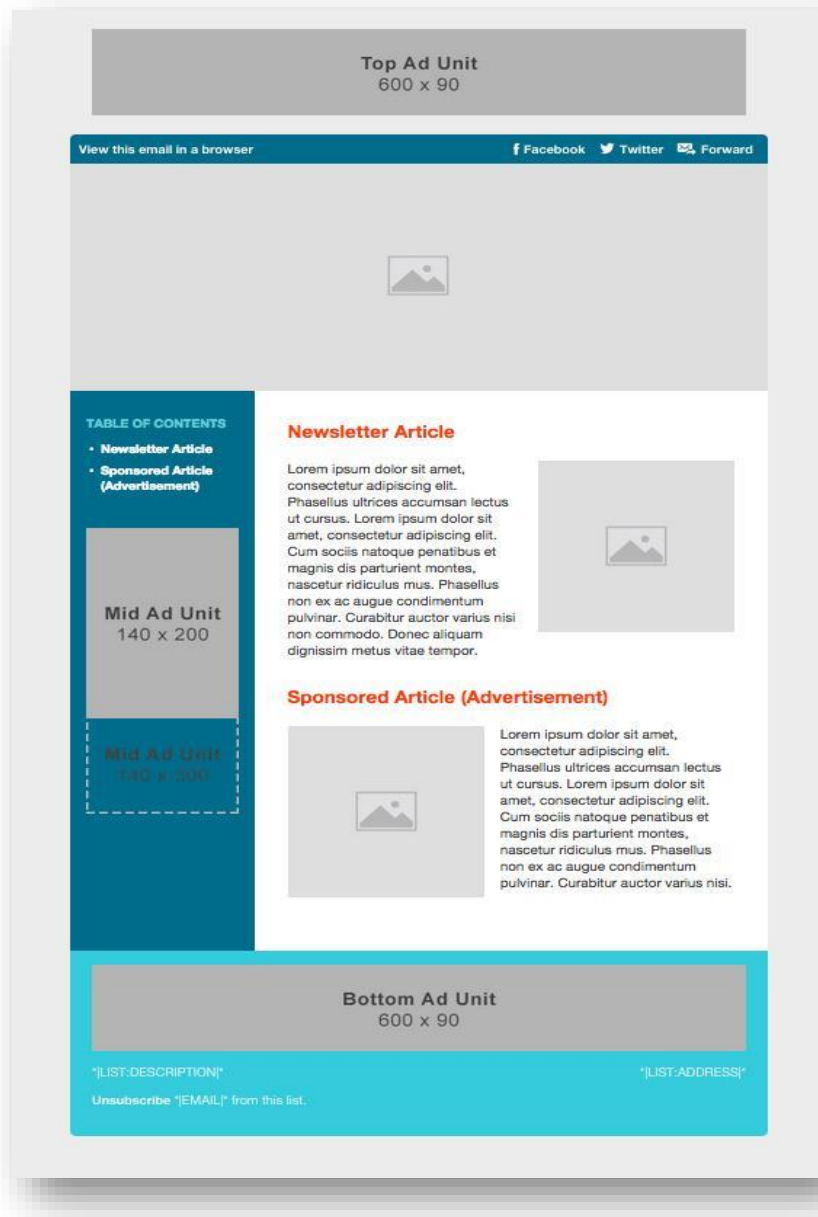 Top Ad Unit
600 x 90
View this email in a browser
Facebook Twitter Forward
TABLE OF CONTENTS
• Newsletter Article
• Sponsored Article
(Advertisement)
Mid Ad Unit
140 x 200
Mid Ad Unit
140 x 300
Newsletter Article
Lorem ipsum dolor sit amet,
consectetur adipiscing elit.
Phasellus ultrices accumsan lectus
ut cursus. Lorem ipsum dolor sit
amet, consectetur adipiscing elit.
Cum sociis natoque penatibus et
magnis dis parturient montes,
nascetur ridiculus mus. Phasellus
non ex ac augue condimentum
pulvinar. Curabitur auctor varius nisi
non commodo. Donec aliquam
dignissim metus vitae tempor.
Sponsored Article (Advertisement)
Lorem ipsum dolor sit amet,
consectetur adipiscing elit.
Phasellus ultrices accumsan lectus
ut cursus. Lorem ipsum dolor sit
amet, consectetur adipiscing elit.
Cum sociis natoque penatibus et
magnis dis parturient montes,
nascetur ridiculus mus. Phasellus
non ex ac augue condimentum
pulvinar. Curabitur auctor varius nisi.
Bottom Ad Unit
600 x 90
*|LIST:DESCRIPTION|*
*|LIST:ADDRESS|*
Unsubscribe *|EMAIL|* from this list.